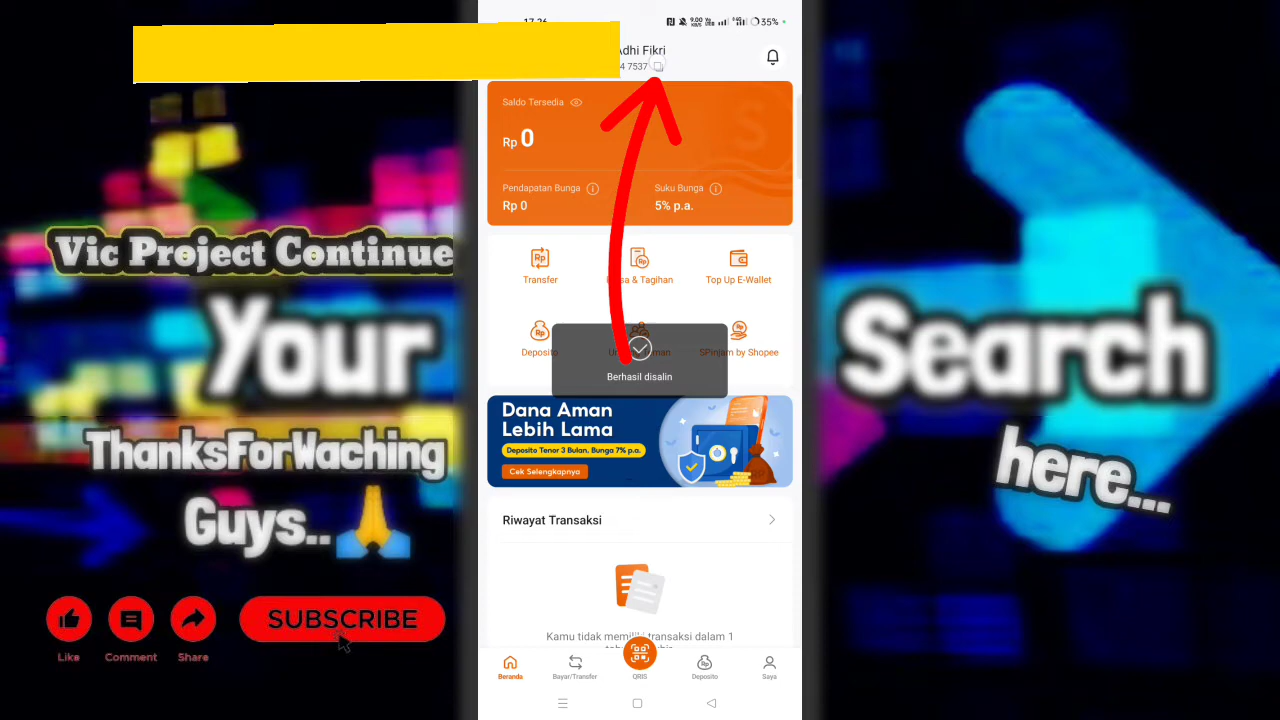 35%
Adhi Fikri
4 7537
Saldo Tersedia
Rp 0
Pendapatan Bunga
Rp 0
Suku Bunga
5% p.a.
Transfer
& Tagihan
Top Up E-Wallet
Deposito
SPinjam by Shopee
Berhasil disalin
Dana Aman
Lebih Lama
Deposito Tenor 3 Bulan, Bunga 7% p.a.
Cek Selengkapnya
Riwayat Transaksi
Kamu tidak memiliki transaksi dalam 1
Beranda
Bayar/Transfer
QRIS
Deposito
Saya
Vic Project Continue
Your
ThanksForWaching
Guys..
Like
Comment
Share
SUBSCRIBE
Search
here...